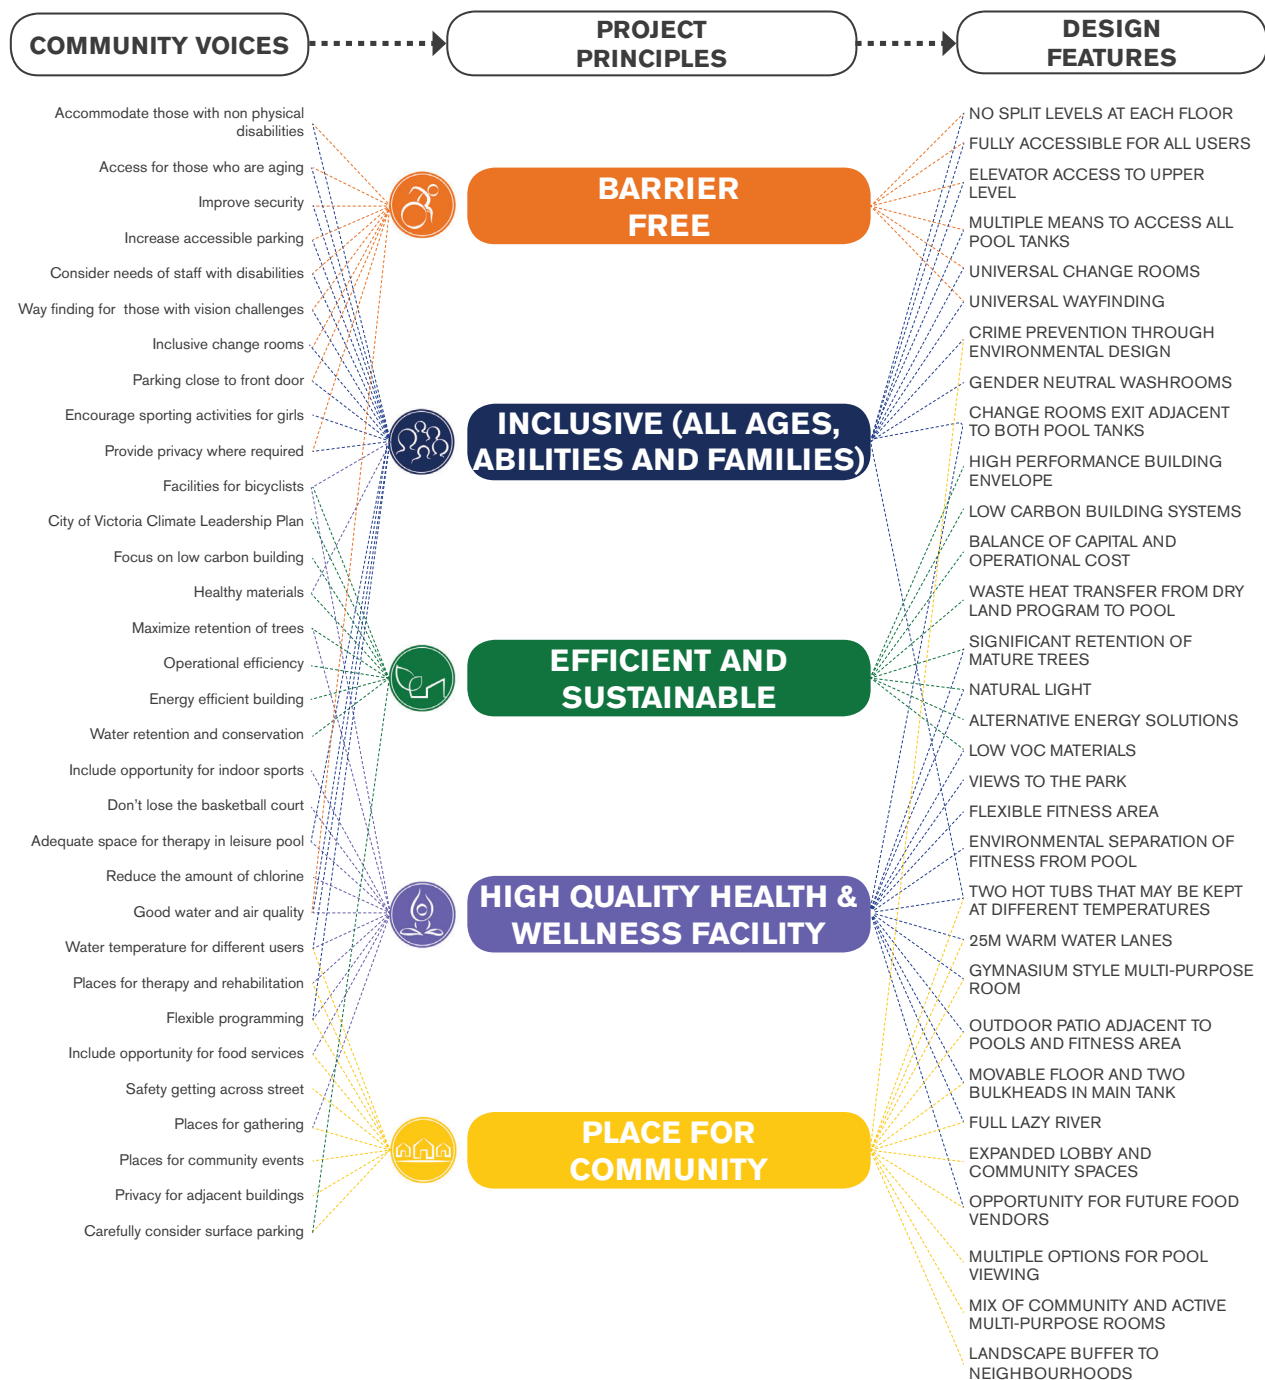 COMMUNITY VOICES
PROJECT
PRINCIPLES
DESIGN
FEATURES
Accommodate those with non physical
disabilities
Access for those who are aging
Improve security
Increase accessible parking
Consider needs of staff with disabilities
Way finding for those with vision challenges
Inclusive change rooms
Parking close to front door
Encourage sporting activities for girls
Provide privacy where required
Facilities for bicyclists
City of Victoria Climate Leadership Plan
Focus on low carbon building
Healthy materials
Maximize retention of trees
Operational efficiency
Energy efficient building
Water retention and conservation
Include opportunity for indoor sports
Don't lose the basketball court
Adequate space for therapy in leisure pool
Reduce the amount of chlorine
Good water and air quality
Water temperature for different users
Places for therapy and rehabilitation
Flexible programming
Include opportunity for food services
Safety getting across street
Places for gathering
Places for community events
Privacy for adjacent buildings
Carefully consider surface parking
BARRIER
FREE
INCLUSIVE (ALL AGES,
ABILITIES AND FAMILIES)
EFFICIENT AND
SUSTAINABLE
HIGH QUALITY HEALTH &
WELLNESS FACILITY
PLACE FOR
COMMUNITY
NO SPLIT LEVELS AT EACH FLOOR
FULLY ACCESSIBLE FOR ALL USERS
ELEVATOR ACCESS TO UPPER
LEVEL
MULTIPLE MEANS TO ACCESS ALL
POOL TANKS
UNIVERSAL CHANGE ROOMS
UNIVERSAL WAYFINDING
CRIME PREVENTION THROUGH
ENVIRONMENTAL DESIGN
GENDER NEUTRAL WASHROOMS
CHANGE ROOMS EXIT ADJACENT
TO BOTH POOL TANKS
HIGH PERFORMANCE BUILDING
ENVELOPE
LOW CARBON BUILDING SYSTEMS
BALANCE OF CAPITAL AND
OPERATIONAL COST
WASTE HEAT TRANSFER FROM DRY
LAND PROGRAM TO POOL
SIGNIFICANT RETENTION OF
MATURE TREES
NATURAL LIGHT
ALTERNATIVE ENERGY SOLUTIONS
LOW VOC MATERIALS
VIEWS TO THE PARK
FLEXIBLE FITNESS AREA
ENVIRONMENTAL SEPARATION OF
FITNESS FROM POOL
TWO HOT TUBS THAT MAY BE KEPT
AT DIFFERENT TEMPERATURES
25M WARM WATER LANES
GYMNASIUM STYLE MULTI-PURPOSE
ROOM
OUTDOOR PATIO ADJACENT TO
POOLS AND FITNESS AREA
MOVABLE FLOOR AND TWO
BULKHEADS IN MAIN TANK
FULL LAZY RIVER
EXPANDED LOBBY AND
COMMUNITY SPACES
OPPORTUNITY FOR FUTURE FOOD
VENDORS
MULTIPLE OPTIONS FOR POOL
VIEWING
MIX OF COMMUNITY AND ACTIVE
MULTI-PURPOSE ROOMS
LANDSCAPE BUFFER TO
NEIGHBOURHOODS